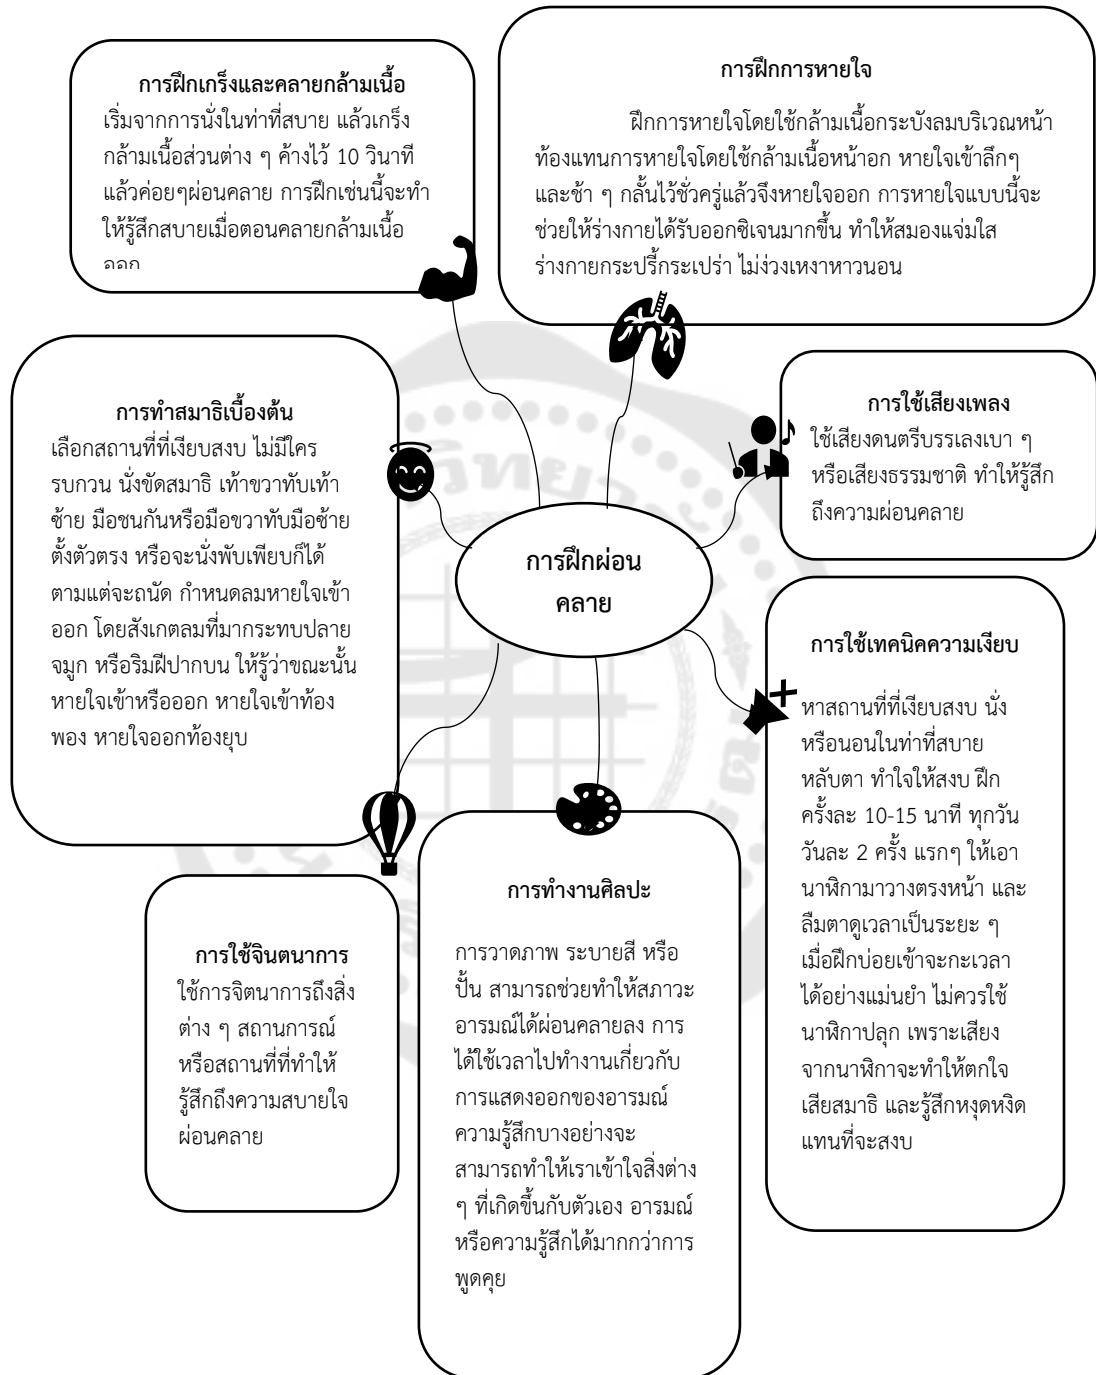 การฝึกเกร็งและคลายกล้ามเนื้อ
เริ่มจากการนั่งในท่าที่สบาย แล้วเกร็ง
กล้ามเนื้อส่วนต่าง ๆ ค้างไว้ 10 วินาที
แล้วค่อยๆผ่อนคลาย การฝึกเช่นนี้จะทำ
ให้รู้สึกสบายเมื่อตอนคลายกล้ามเนื้อ
ออก
การฝึกการหายใจ
ฝึกการหายใจโดยใช้กล้ามเนื้อกระบังลมบริเวณหน้า
ท้องแทนการหายใจโดยใช้กล้ามเนื้อหน้าอก หายใจเข้าลึกๆ
และช้า ๆ กลั้นไว้ชั่วครู่แล้วจึงหายใจออก การหายใจแบบนี้จะ
ช่วยให้ร่างกายได้รับออกซิเจนมากขึ้น ทำให้สมองแจ่มใส
ร่างกายกระปรี้กระเปร่า ไม่ง่วงเหงาหาวนอน
การทำสมาธิเบื้องต้น
เลือกสถานที่ที่เงียบสงบ ไม่มีใคร
รบกวน นั่งขัดสมาธิ เท้าขวาทับเท้า
ซ้าย มือชนกันหรือมือขวาทับมือซ้าย
ตั้งตัวตรง หรือจะนั่งพับเพียบก็ได้
ตามแต่จะถนัด กำหนดลมหายใจเข้า
ออก โดยสังเกตลมที่มากระทบปลาย
จมูก หรือริมฝีปากบน ให้รู้ว่าขณะนั้น
หายใจเข้าหรือออก หายใจเข้าท้อง
พอง หายใจออกท้องยุบ
การใช้เสียงเพลง
ใช้เสียงดนตรีบรรเลงเบา ๆ
หรือเสียงธรรมชาติ ทำให้รู้สึก
ถึงความผ่อนคลาย
การฝึกผ่อน
คลาย
การใช้เทคนิคความเงียบ
หาสถานที่ที่เงียบสงบ นั่ง
หรือนอนในท่าที่สบาย
หลับตา ทำใจให้สงบ ฝึก
ครั้งละ 10-15 นาที ทุกวัน
วันละ 2 ครั้ง แรกๆ ให้เอา
นาฬิกามาวางตรงหน้า และ
ลืมตาดูเวลาเป็นระยะ ๆ
เมื่อฝึกบ่อยเข้าจะกะเวลา
ได้อย่างแม่นยำ ไม่ควรใช้
นาฬิกาปลุก เพราะเสียง
จากนาฬิกาจะทำให้ตกใจ
เสียสมาธิ และรู้สึกหงุดหงิด
แทนที่จะสงบ
การใช้จินตนาการ
ใช้การจิตนาการถึงสิ่ง
ต่าง ๆ สถานการณ์
หรือสถานที่ที่ทำให้
รู้สึกถึงความสบายใจ
ผ่อนคลาย
การทำงานศิลปะ
การวาดภาพ ระบายสี หรือ
ปั้น สามารถช่วยทำให้สภาวะ
อารมณ์ได้ผ่อนคลายลง การ
ได้ใช้เวลาไปทำงานเกี่ยวกับ
การแสดงออกของอารมณ์
ความรู้สึกบางอย่างจะ
สามารถทำให้เราเข้าใจสิ่งต่าง
ๆ ที่เกิดขึ้นกับตัวเอง อารมณ์
หรือความรู้สึกได้มากกว่าการ
พูดคุย